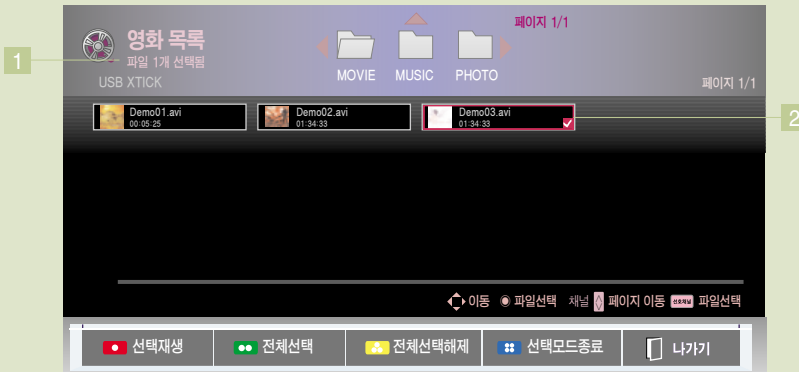 페이지 1/1
영화 목록
1 파일 1개 선택됨
MOVIE MUSIC PHOTO
USB XTICK
페이지 1/1
Demo01.avi
00:05:25
Demo02.avi
01:34:33
Demo03.avi
01:34:33
2
이동 파일선택 채널 페이지 이동 선호채널 파일선택
선택재생 전체선택 전체선택해제 선택모드종료 나가기